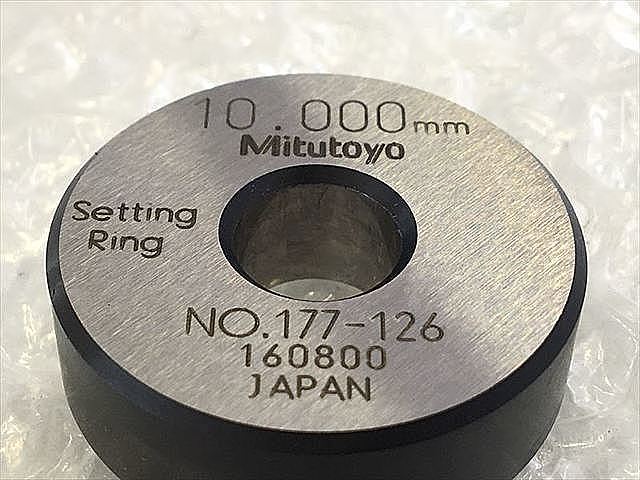 10.000mm
Mitutoyo
Setting
Ring
NO.177-126
160800
JAPAN